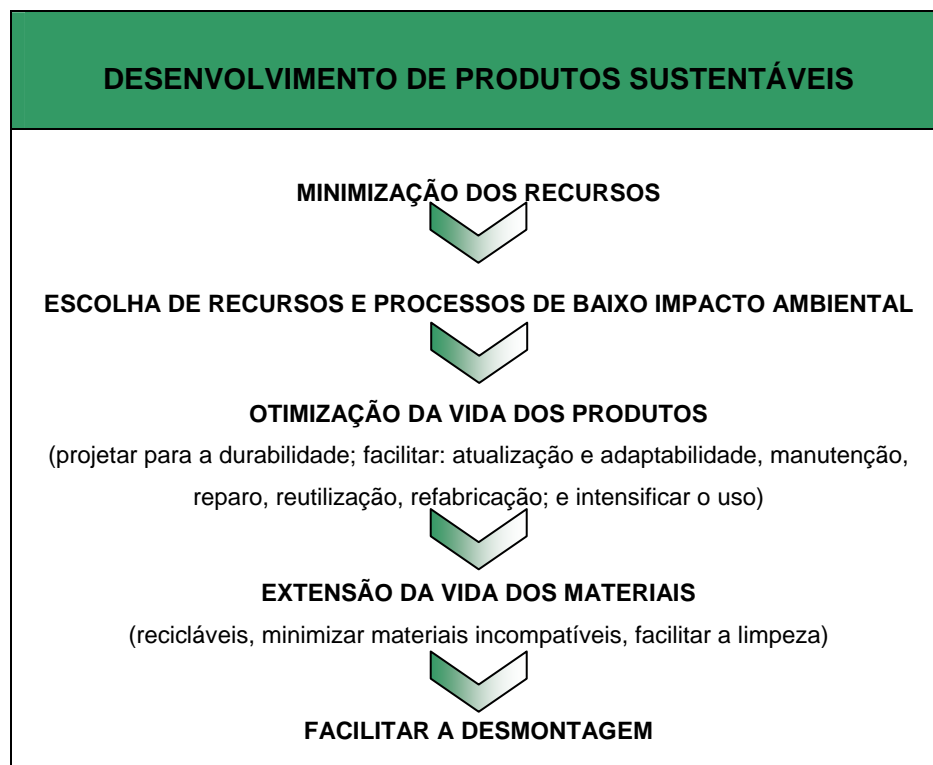 DESENVOLVIMENTO DE PRODUTOS SUSTENTÁVEIS
MINIMIZAÇÃO DOS RECURSOS
ESCOLHA DE RECURSOS E PROCESSOS DE BAIXO IMPACTO AMBIENTAL
OTIMIZAÇÃO DA VIDA DOS PRODUTOS
(projetar para a durabilidade; facilitar: atualização e adaptabilidade, manutenção,
reparo, reutilização, refabricação; e intensificar o uso)
EXTENSÃO DA VIDA DOS MATERIAIS
(recicláveis, minimizar materiais incompatíveis, facilitar a limpeza)
FACILITAR A DESMONTAGEM